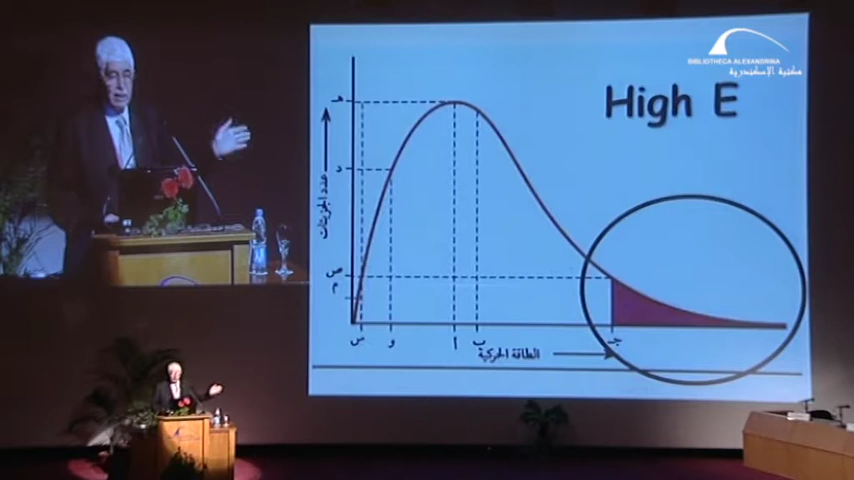 BIBLIOTHECA ALEXANDRINA
مكتبة الإسكندرية
High E
هـ
د
عدد الجزيئات
ص
م
س
و
أ
ب
جـ
الطاقة الحركية